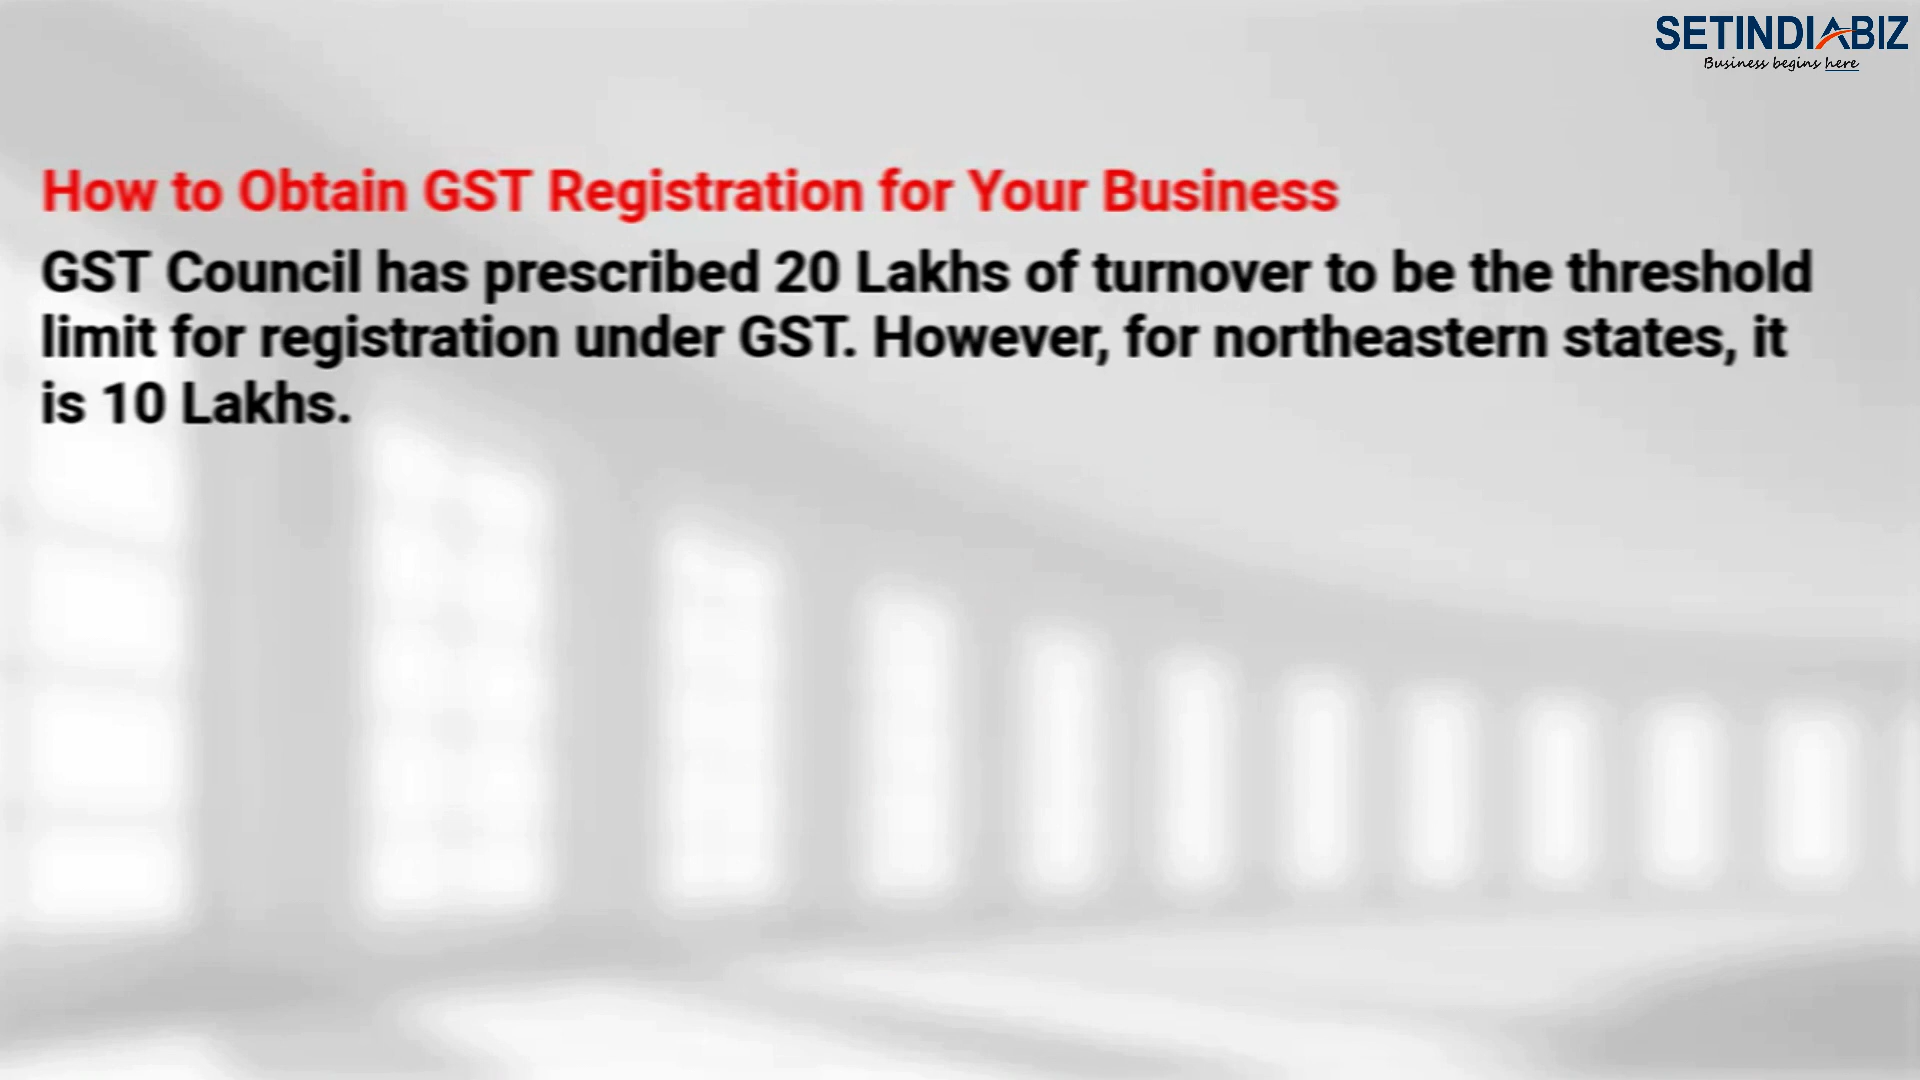 SETINDIABIZ
Business begins here
How to Obtain GST Registration for Your Business
GST Council has prescribed 20 Lakhs of turnover to be the threshold
limit for registration under GST. However, for northeastern states, it
is 10 Lakhs.